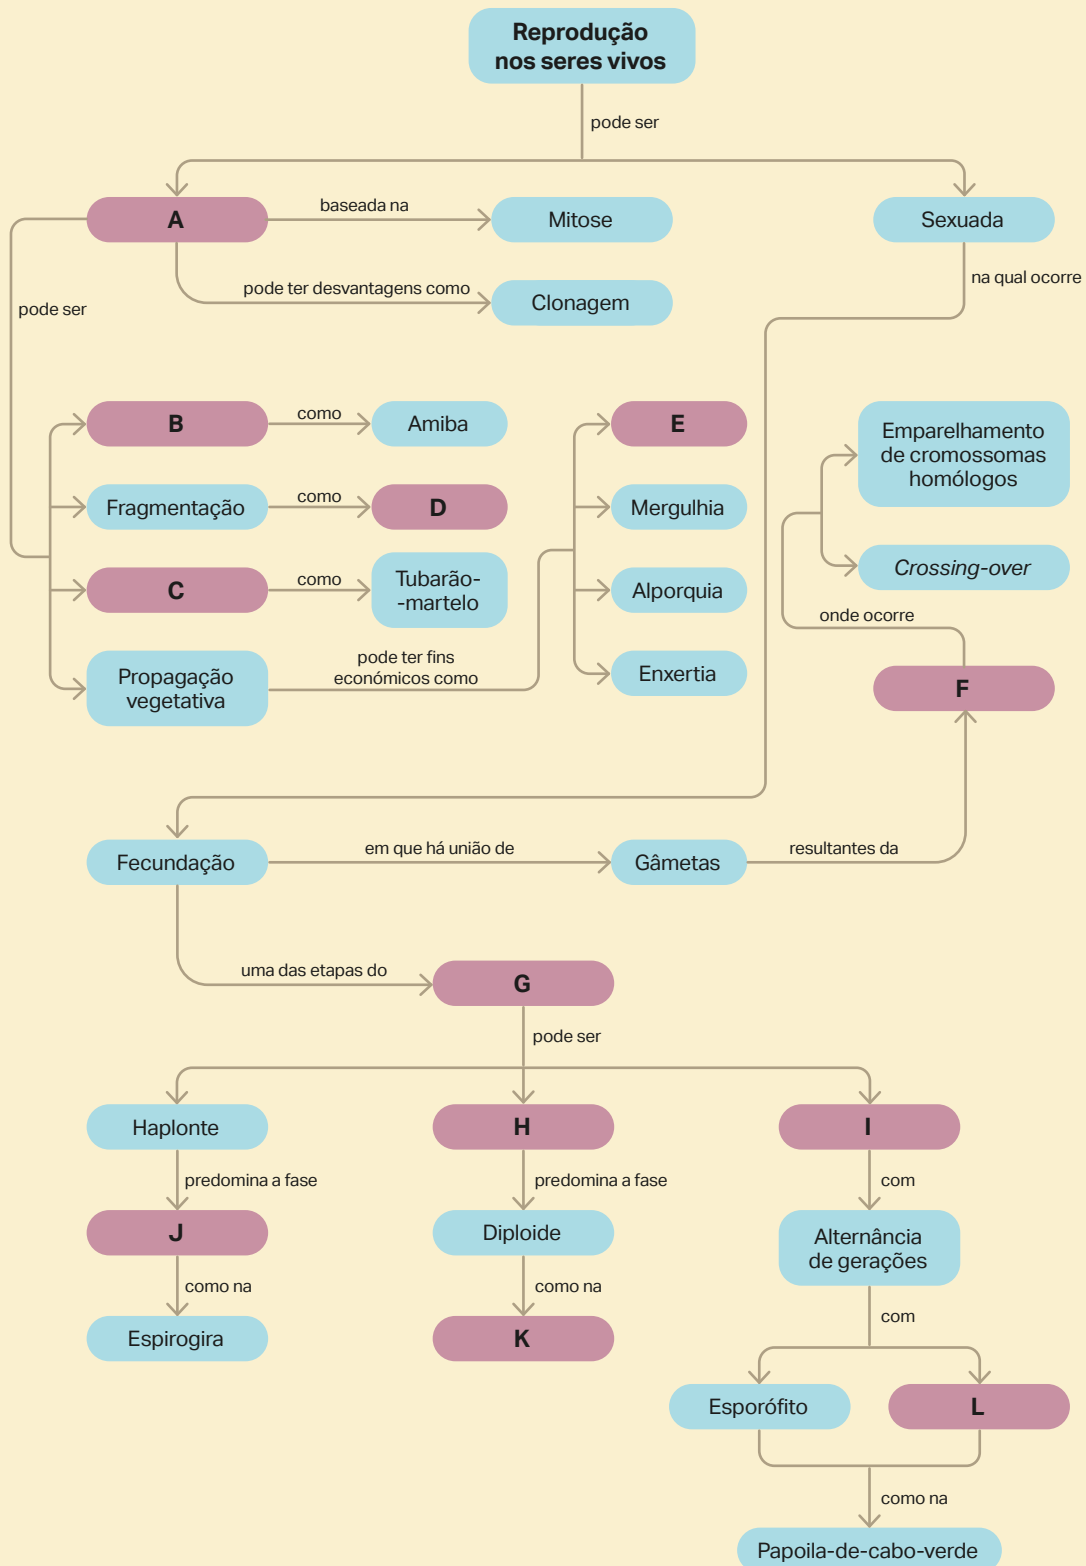 Reprodução
nos seres vivos
pode ser
A
baseada na
Mitose
Sexuada
pode ter desvantagens como
Clonagem
na qual ocorre
pode ser
B
como
Amiba
E
Emparelhamento
de cromossomas
homólogos
Fragmentação
como
D
Mergulhia
Crossing-over
C
como
Tubarão-
-martelo
Alporquia
onde ocorre
Propagação
vegetativa
pode ter fins
económicos como
Enxertia
F
Fecundação
em que há união de
Gâmetas
resultantes da
uma das etapas do
G
pode ser
Haplonte
H
I
predomina a fase
predomina a fase
com
J
Diploide
Alternância
de gerações
como na
como na
com
Espirogira
K
Esporófito
L
como na
Papoila-de-cabo-verde